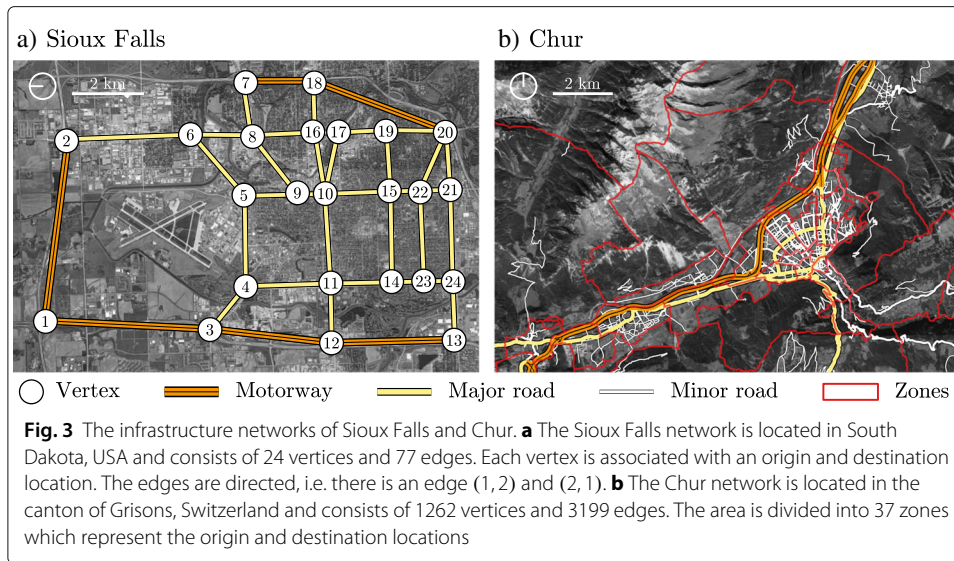 a) Sioux Falls
b) Chur
2 km
2 km
7
18
2
6
8
16
17
19
20
5
9
10
15
22
21
4
11
14
23
24
1
3
12
13
Vertex
Motorway
Major road
Minor road
Zones
Fig. 3 The infrastructure networks of Sioux Falls and Chur. a The Sioux Falls network is located in South
Dakota, USA and consists of 24 vertices and 77 edges. Each vertex is associated with an origin and destination
location. The edges are directed, i.e. there is an edge (1, 2) and (2, 1). b The Chur network is located in the
canton of Grisons, Switzerland and consists of 1262 vertices and 3199 edges. The area is divided into 37 zones
which represent the origin and destination locations